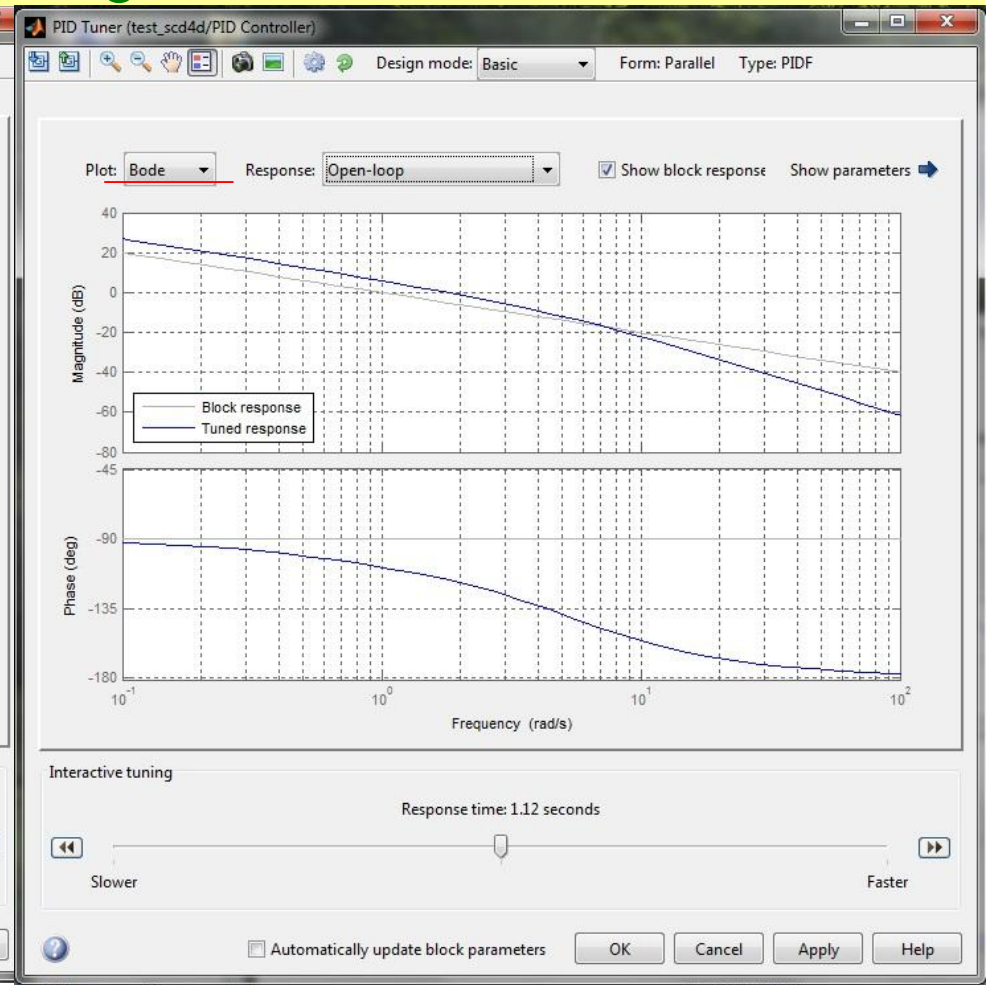 PID Tuner (test_scd4d/PID Controller)
Design mode: Basic Form: Parallel Type: PIDF
Plot: Bode Response: Open-loop Show block response Show parameters
40
20
0
-20
-40
-60
-80
Magnitude (dB)
Block response
Tuned response
-45
-90
-135
-180
Phase (deg)
10^-1 10^0 10^1 10^2
Frequency (rad/s)
Interactive tuning
Response time: 1.12 seconds
Slower Faster
Automatically update block parameters OK Cancel Apply Help